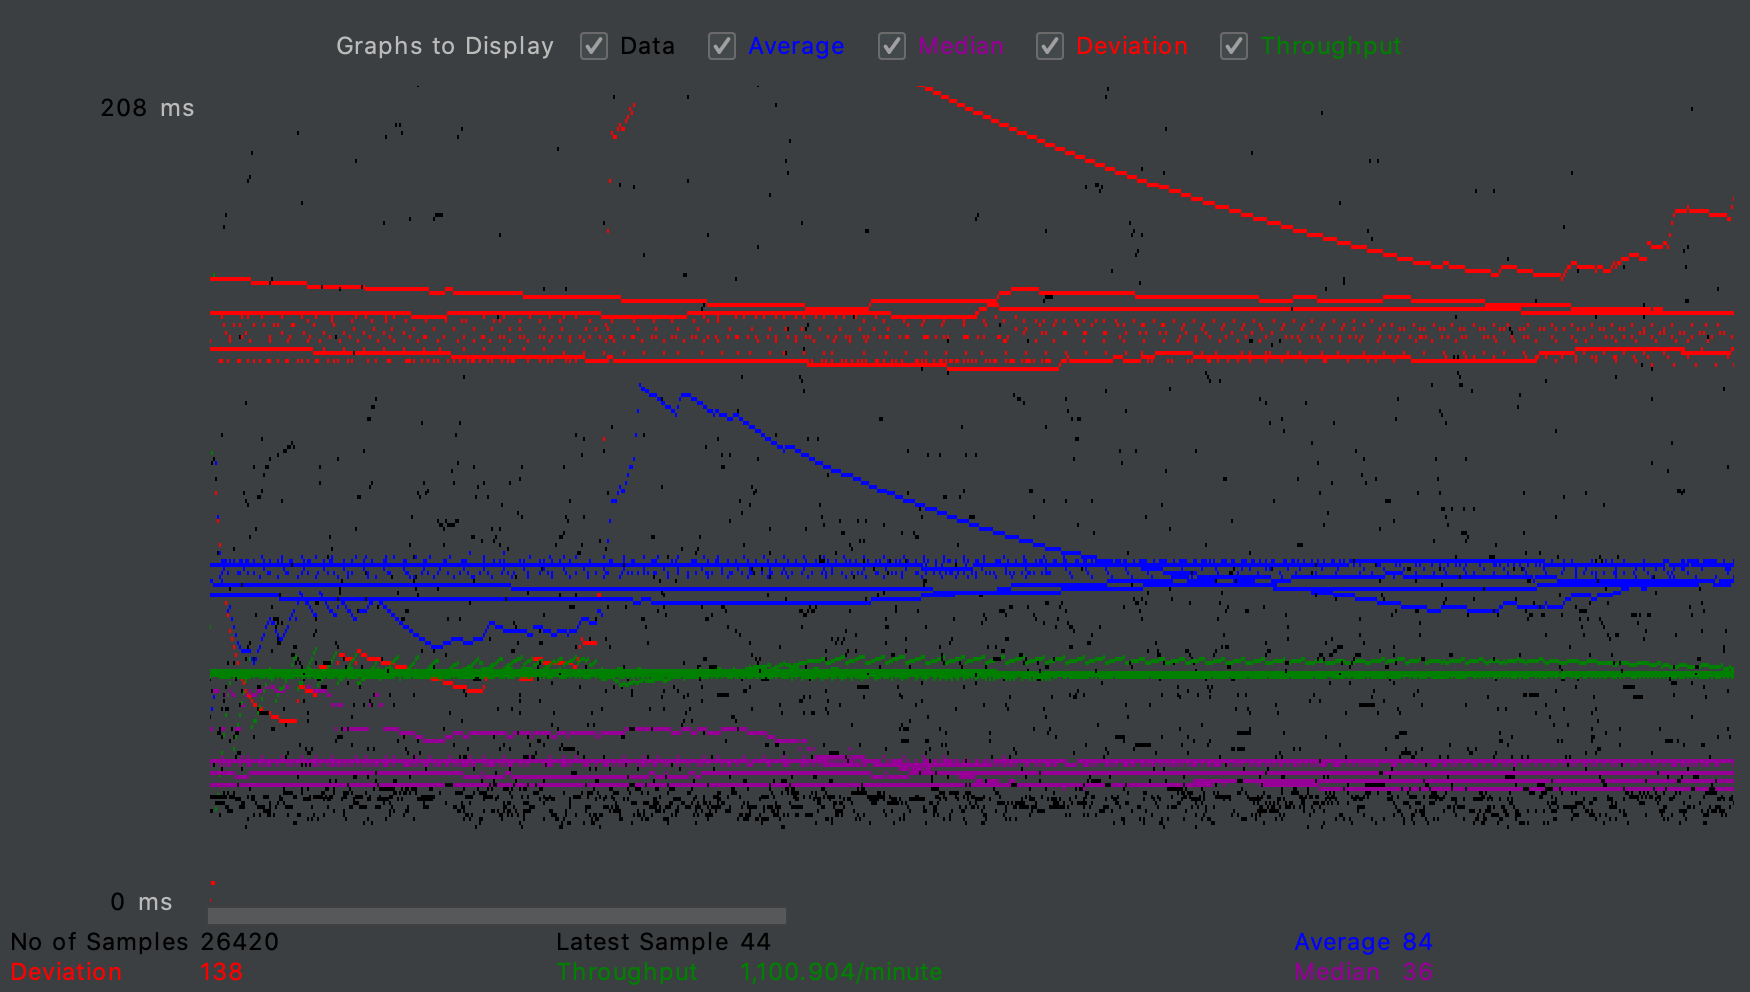 Graphs to Display Data Average Median Deviation Throughput
208 ms
0 ms
No of Samples 26420 Latest Sample 44 Average 84
Deviation 138 Throughput 1,100.904/minute Median 36